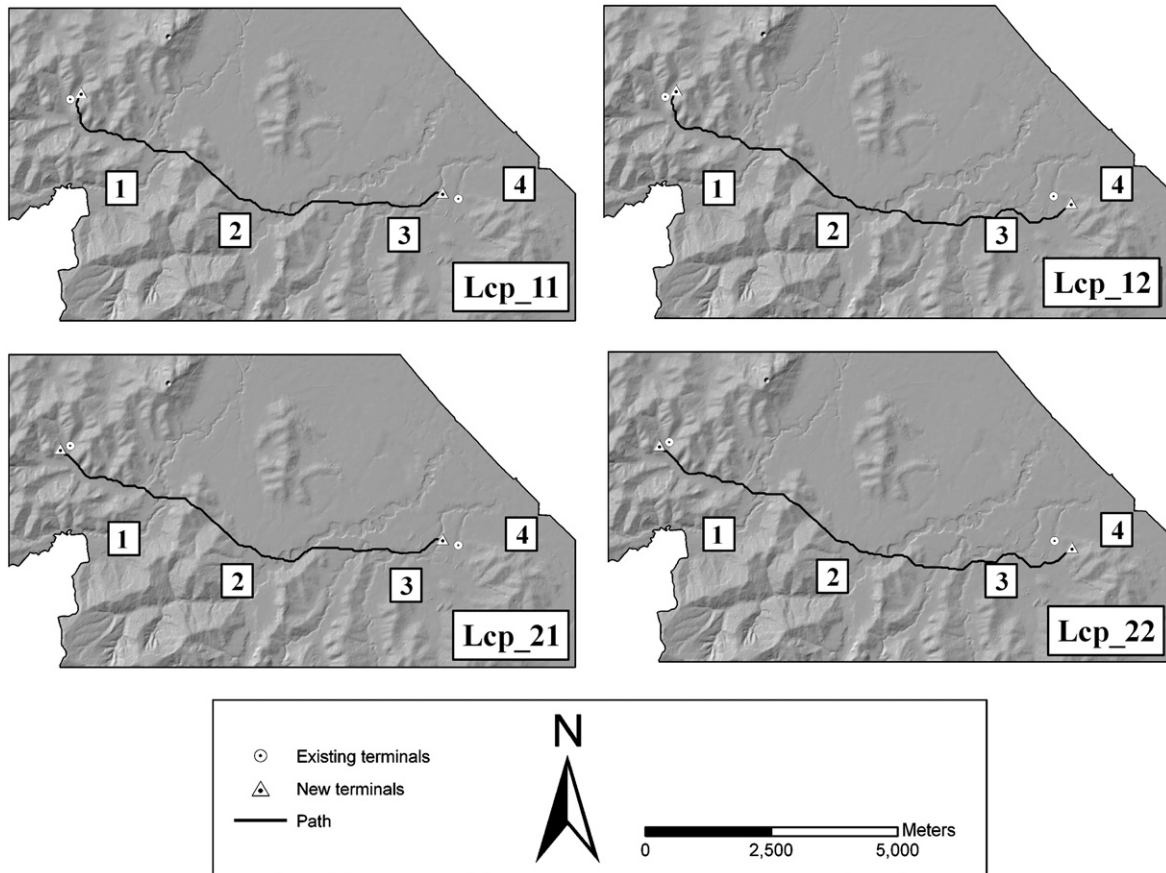 1
2
3
4
Lcp_11
1
2
3
4
Lcp_12
1
2
3
4
Lcp_21
1
2
3
4
Lcp_22
Existing terminals
New terminals
Path
N
Meters
0 2,500 5,000